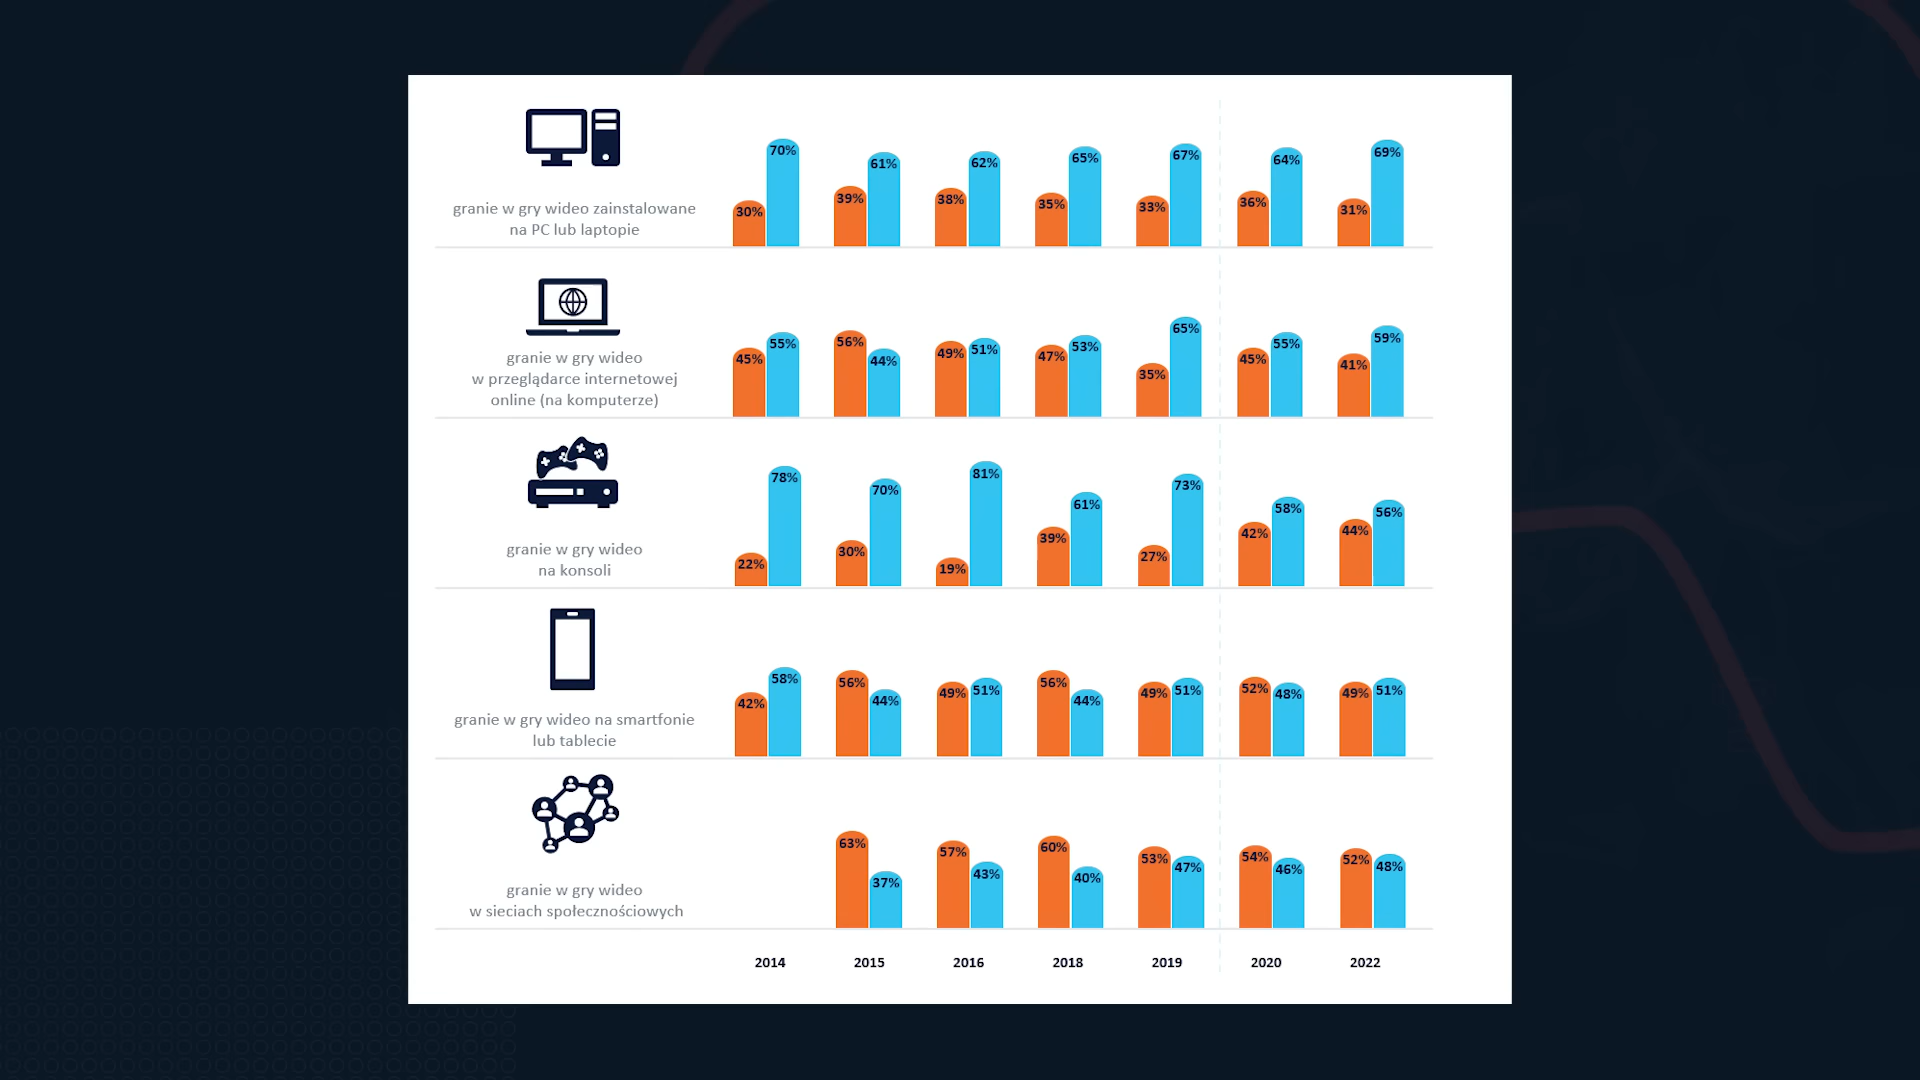 70% 61% 62% 65% 67% 64% 69%
30% 39% 38% 35% 33% 36% 31%
granie w gry wideo zainstalowane
na PC lub laptopie
55% 56% 51% 53% 65% 55% 59%
45% 44% 49% 47% 35% 45% 41%
granie w gry wideo
w przeglądarce internetowej
online (na komputerze)
78% 70% 81% 61% 73% 58% 56%
22% 30% 19% 39% 27% 42% 44%
granie w gry wideo
na konsoli
58% 56% 51% 56% 51% 52% 51%
42% 44% 49% 44% 49% 48% 49%
granie w gry wideo na smartfonie
lub tablecie
63% 57% 60% 53% 54% 52%
37% 43% 40% 47% 46% 48%
granie w gry wideo
w sieciach społecznościowych
2014 2015 2016 2018 2019 2020 2022